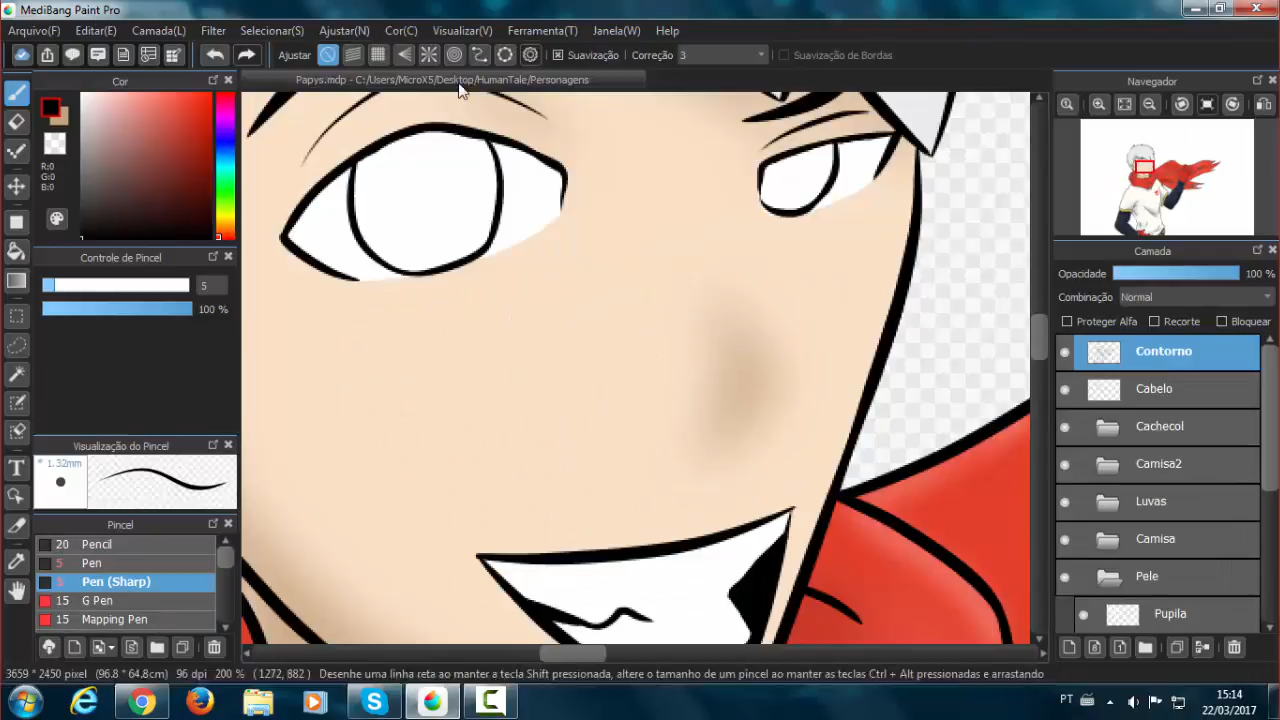 MediBang Paint Pro
Arquivo(F) Editar(E) Camada(L) Filter Selecionar(S) Ajustar(N) Cor(C) Visualizar(V) Ferramenta(T) Janela(W) Help
Ajustar Suavização Correção 3 Suavização de Bordas
Cor
Papys.mdp - C:/Users/MicroX5/Desktop/HumanTale/Personagens
Navegador
R:0
G:0
B:0
Controle de Pincel
5
100 %
Camada
Opacidade 100 %
Combinação Normal
Proteger Alfa Recorte Bloquear
Contorno
Cabelo
Cachecol
Camisa2
Luvas
Camisa
Pele
Pupila
Visualização do Pincel
* 1.32mm
Pincel
20 Pencil
5 Pen
5 Pen (Sharp)
15 G Pen
15 Mapping Pen
3659 * 2450 pixel (96.8 * 64.8cm) 96 dpi 200 % (1272, 882) Desenhe uma linha reta ao manter a tecla Shift pressionada, altere o tamanho de um pincel ao manter as teclas Ctrl + Alt pressionadas e arrastando
PT
15:14
22/03/2017